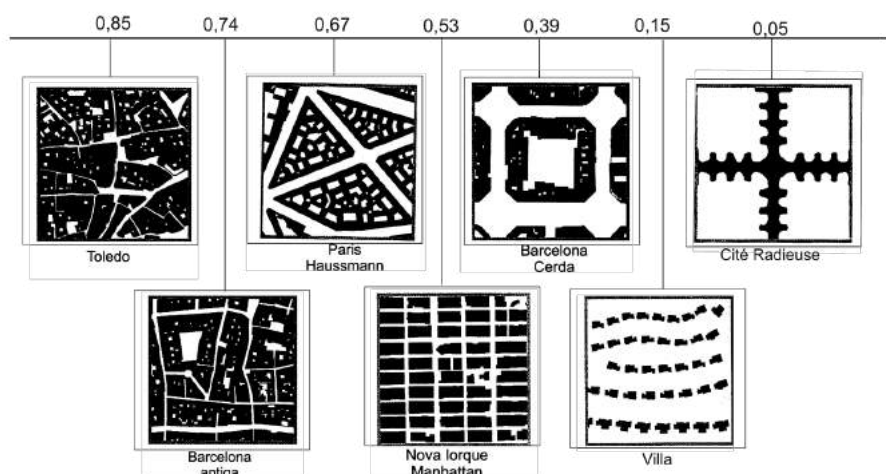 0,85 0,74 0,67 0,53 0,39 0,15 0,05
Toledo
Paris
Haussmann
Barcelona
Cerda
Cité Radieuse
Barcelona
antiga
Nova Iorque
Manhattan
Villa